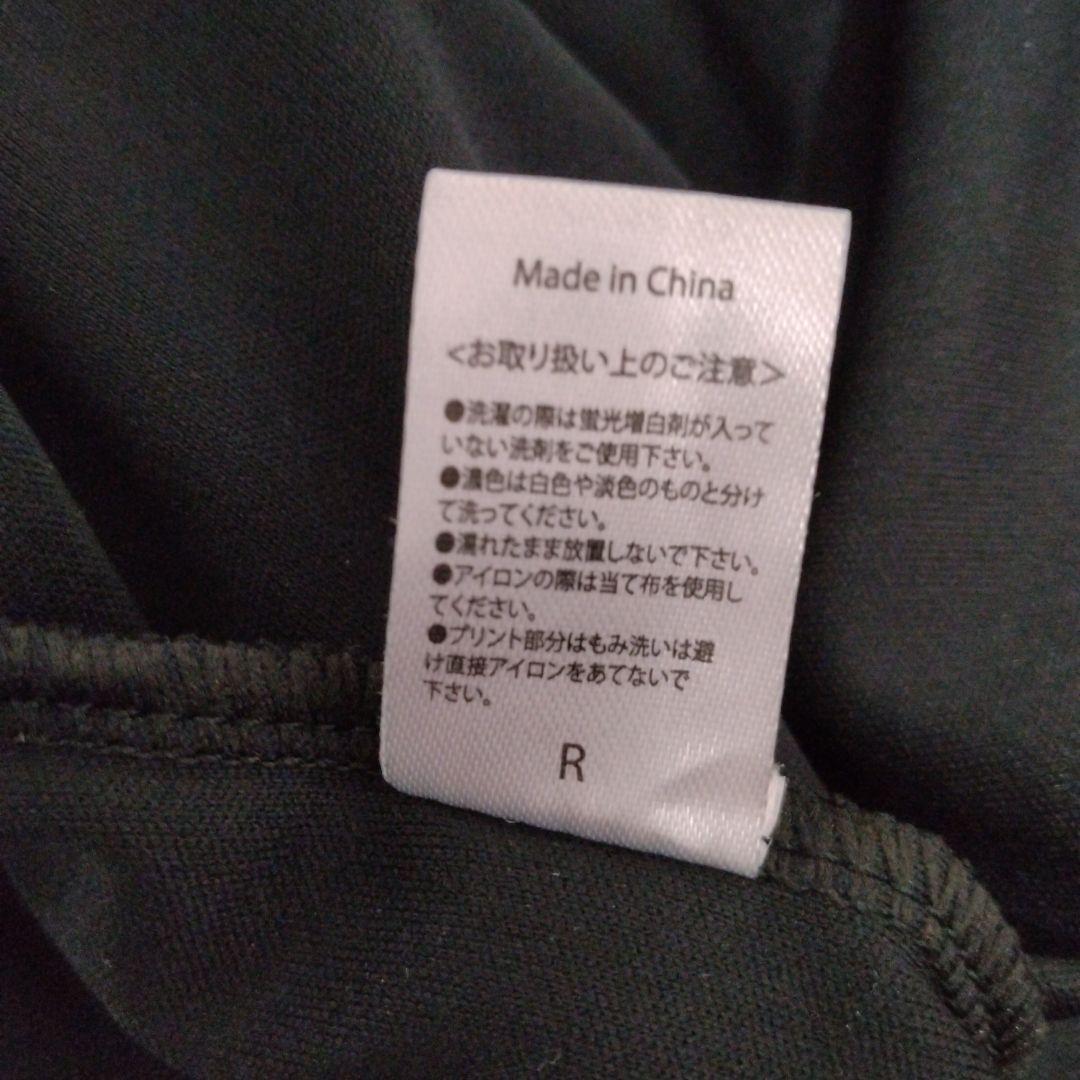 Made in China
<お取り扱い上のご注意>
●洗濯の際は蛍光増白剤が入って
いない洗剤をご使用下さい。
●濃色は白色や淡色のものと分け
て洗ってください。
●濡れたまま放置しないで下さい。
●アイロンの際は当て布を使用し
てください。
●プリント部分はもみ洗いは避
け直接アイロンをあてないで
下さい。
R